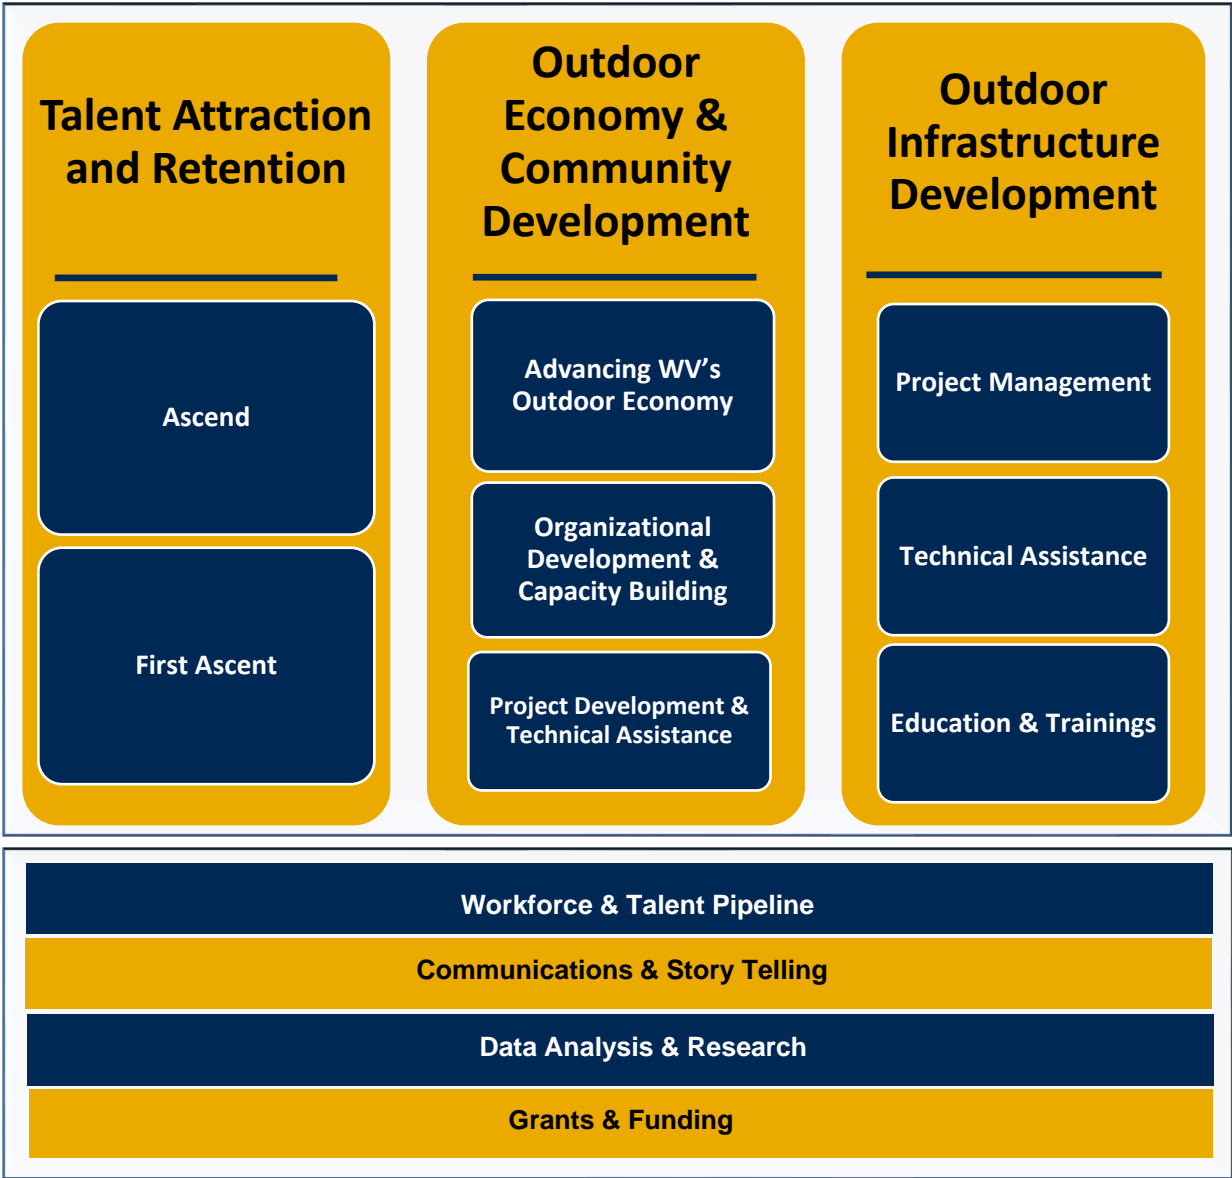 Talent Attraction
and Retention
Ascend
First Ascent
Outdoor
Economy &
Community
Development
Advancing WV’s
Outdoor Economy
Organizational
Development &
Capacity Building
Project Development &
Technical Assistance
Outdoor
Infrastructure
Development
Project Management
Technical Assistance
Education & Trainings
Workforce & Talent Pipeline
Communications & Story Telling
Data Analysis & Research
Grants & Funding